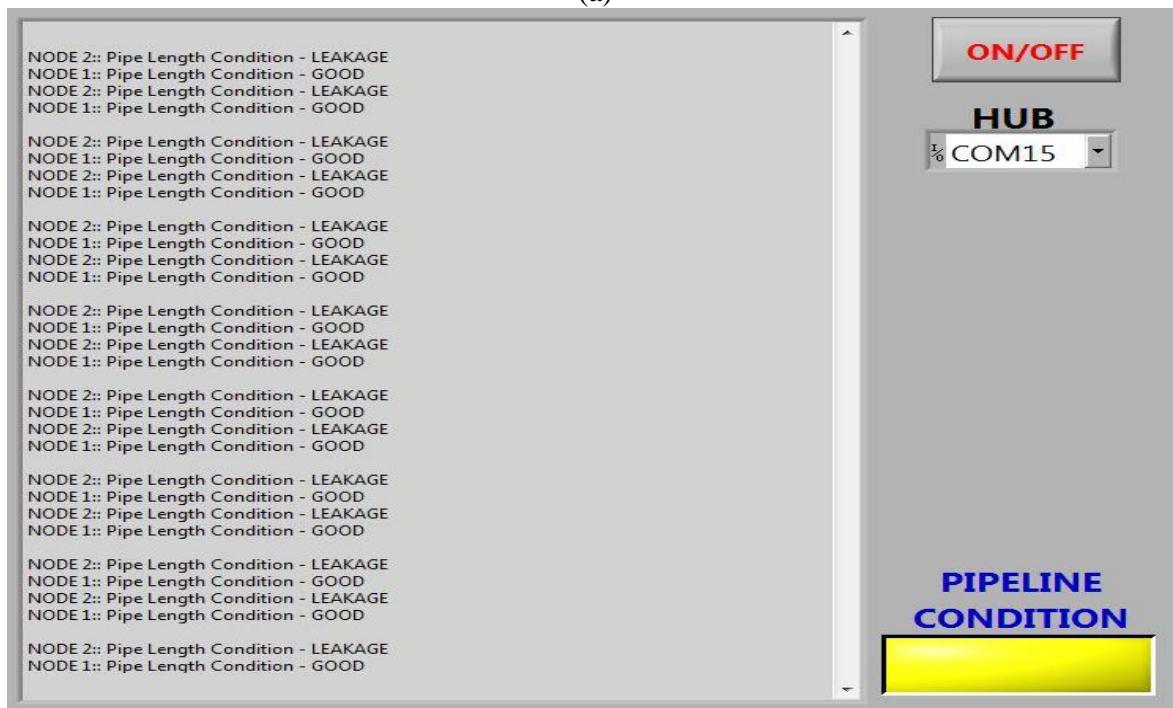 (a)
NODE 2:: Pipe Length Condition - LEAKAGE
NODE 1:: Pipe Length Condition - GOOD
NODE 2:: Pipe Length Condition - LEAKAGE
NODE 1:: Pipe Length Condition - GOOD
NODE 2:: Pipe Length Condition - LEAKAGE
NODE 1:: Pipe Length Condition - GOOD
NODE 2:: Pipe Length Condition - LEAKAGE
NODE 1:: Pipe Length Condition - GOOD
NODE 2:: Pipe Length Condition - LEAKAGE
NODE 1:: Pipe Length Condition - GOOD
NODE 2:: Pipe Length Condition - LEAKAGE
NODE 1:: Pipe Length Condition - GOOD
NODE 2:: Pipe Length Condition - LEAKAGE
NODE 1:: Pipe Length Condition - GOOD
NODE 2:: Pipe Length Condition - LEAKAGE
NODE 1:: Pipe Length Condition - GOOD
NODE 2:: Pipe Length Condition - LEAKAGE
NODE 1:: Pipe Length Condition - GOOD
NODE 2:: Pipe Length Condition - LEAKAGE
NODE 1:: Pipe Length Condition - GOOD
NODE 2:: Pipe Length Condition - LEAKAGE
NODE 1:: Pipe Length Condition - GOOD
NODE 2:: Pipe Length Condition - LEAKAGE
NODE 1:: Pipe Length Condition - GOOD
NODE 2:: Pipe Length Condition - LEAKAGE
NODE 1:: Pipe Length Condition - GOOD
NODE 2:: Pipe Length Condition - LEAKAGE
NODE 1:: Pipe Length Condition - GOOD
NODE 2:: Pipe Length Condition - LEAKAGE
NODE 1:: Pipe Length Condition - GOOD
ON/OFF
HUB
I/O COM15
PIPELINE
CONDITION